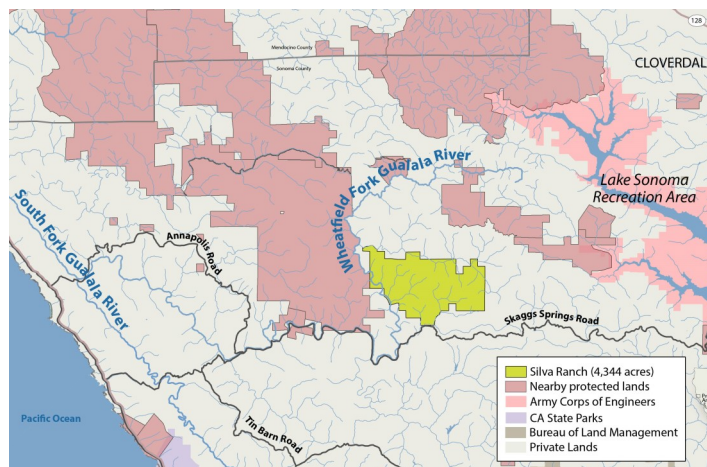 128
Mendocino County
Sonoma County
CLOVERDAL
Lake Sonoma
Recreation Area
Wheatfield Fork Gualala River
South Fork Gualala River
Annapolis Road
Skaggs Springs Road
Tin Barn Road
Pacific Ocean
Silva Ranch (4,344 acres)
Nearby protected lands
Army Corps of Engineers
CA State Parks
Bureau of Land Management
Private Lands